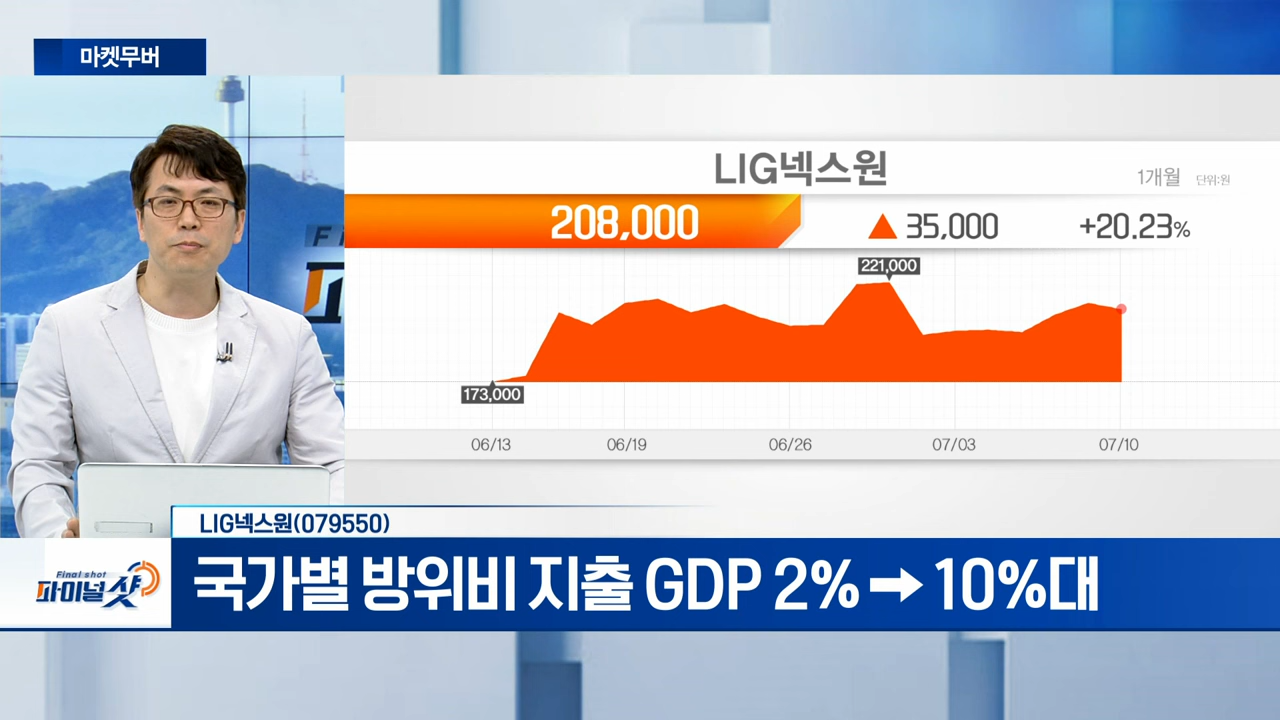 마켓무버
LIG넥스원
1개월 단위:원
208,000
▲ 35,000 +20.23%
221,000
173,000
06/13 06/19 06/26 07/03 07/10
LIG넥스원(079550)
Final shot
파이널샷
국가별 방위비 지출 GDP 2% ➡ 10%대